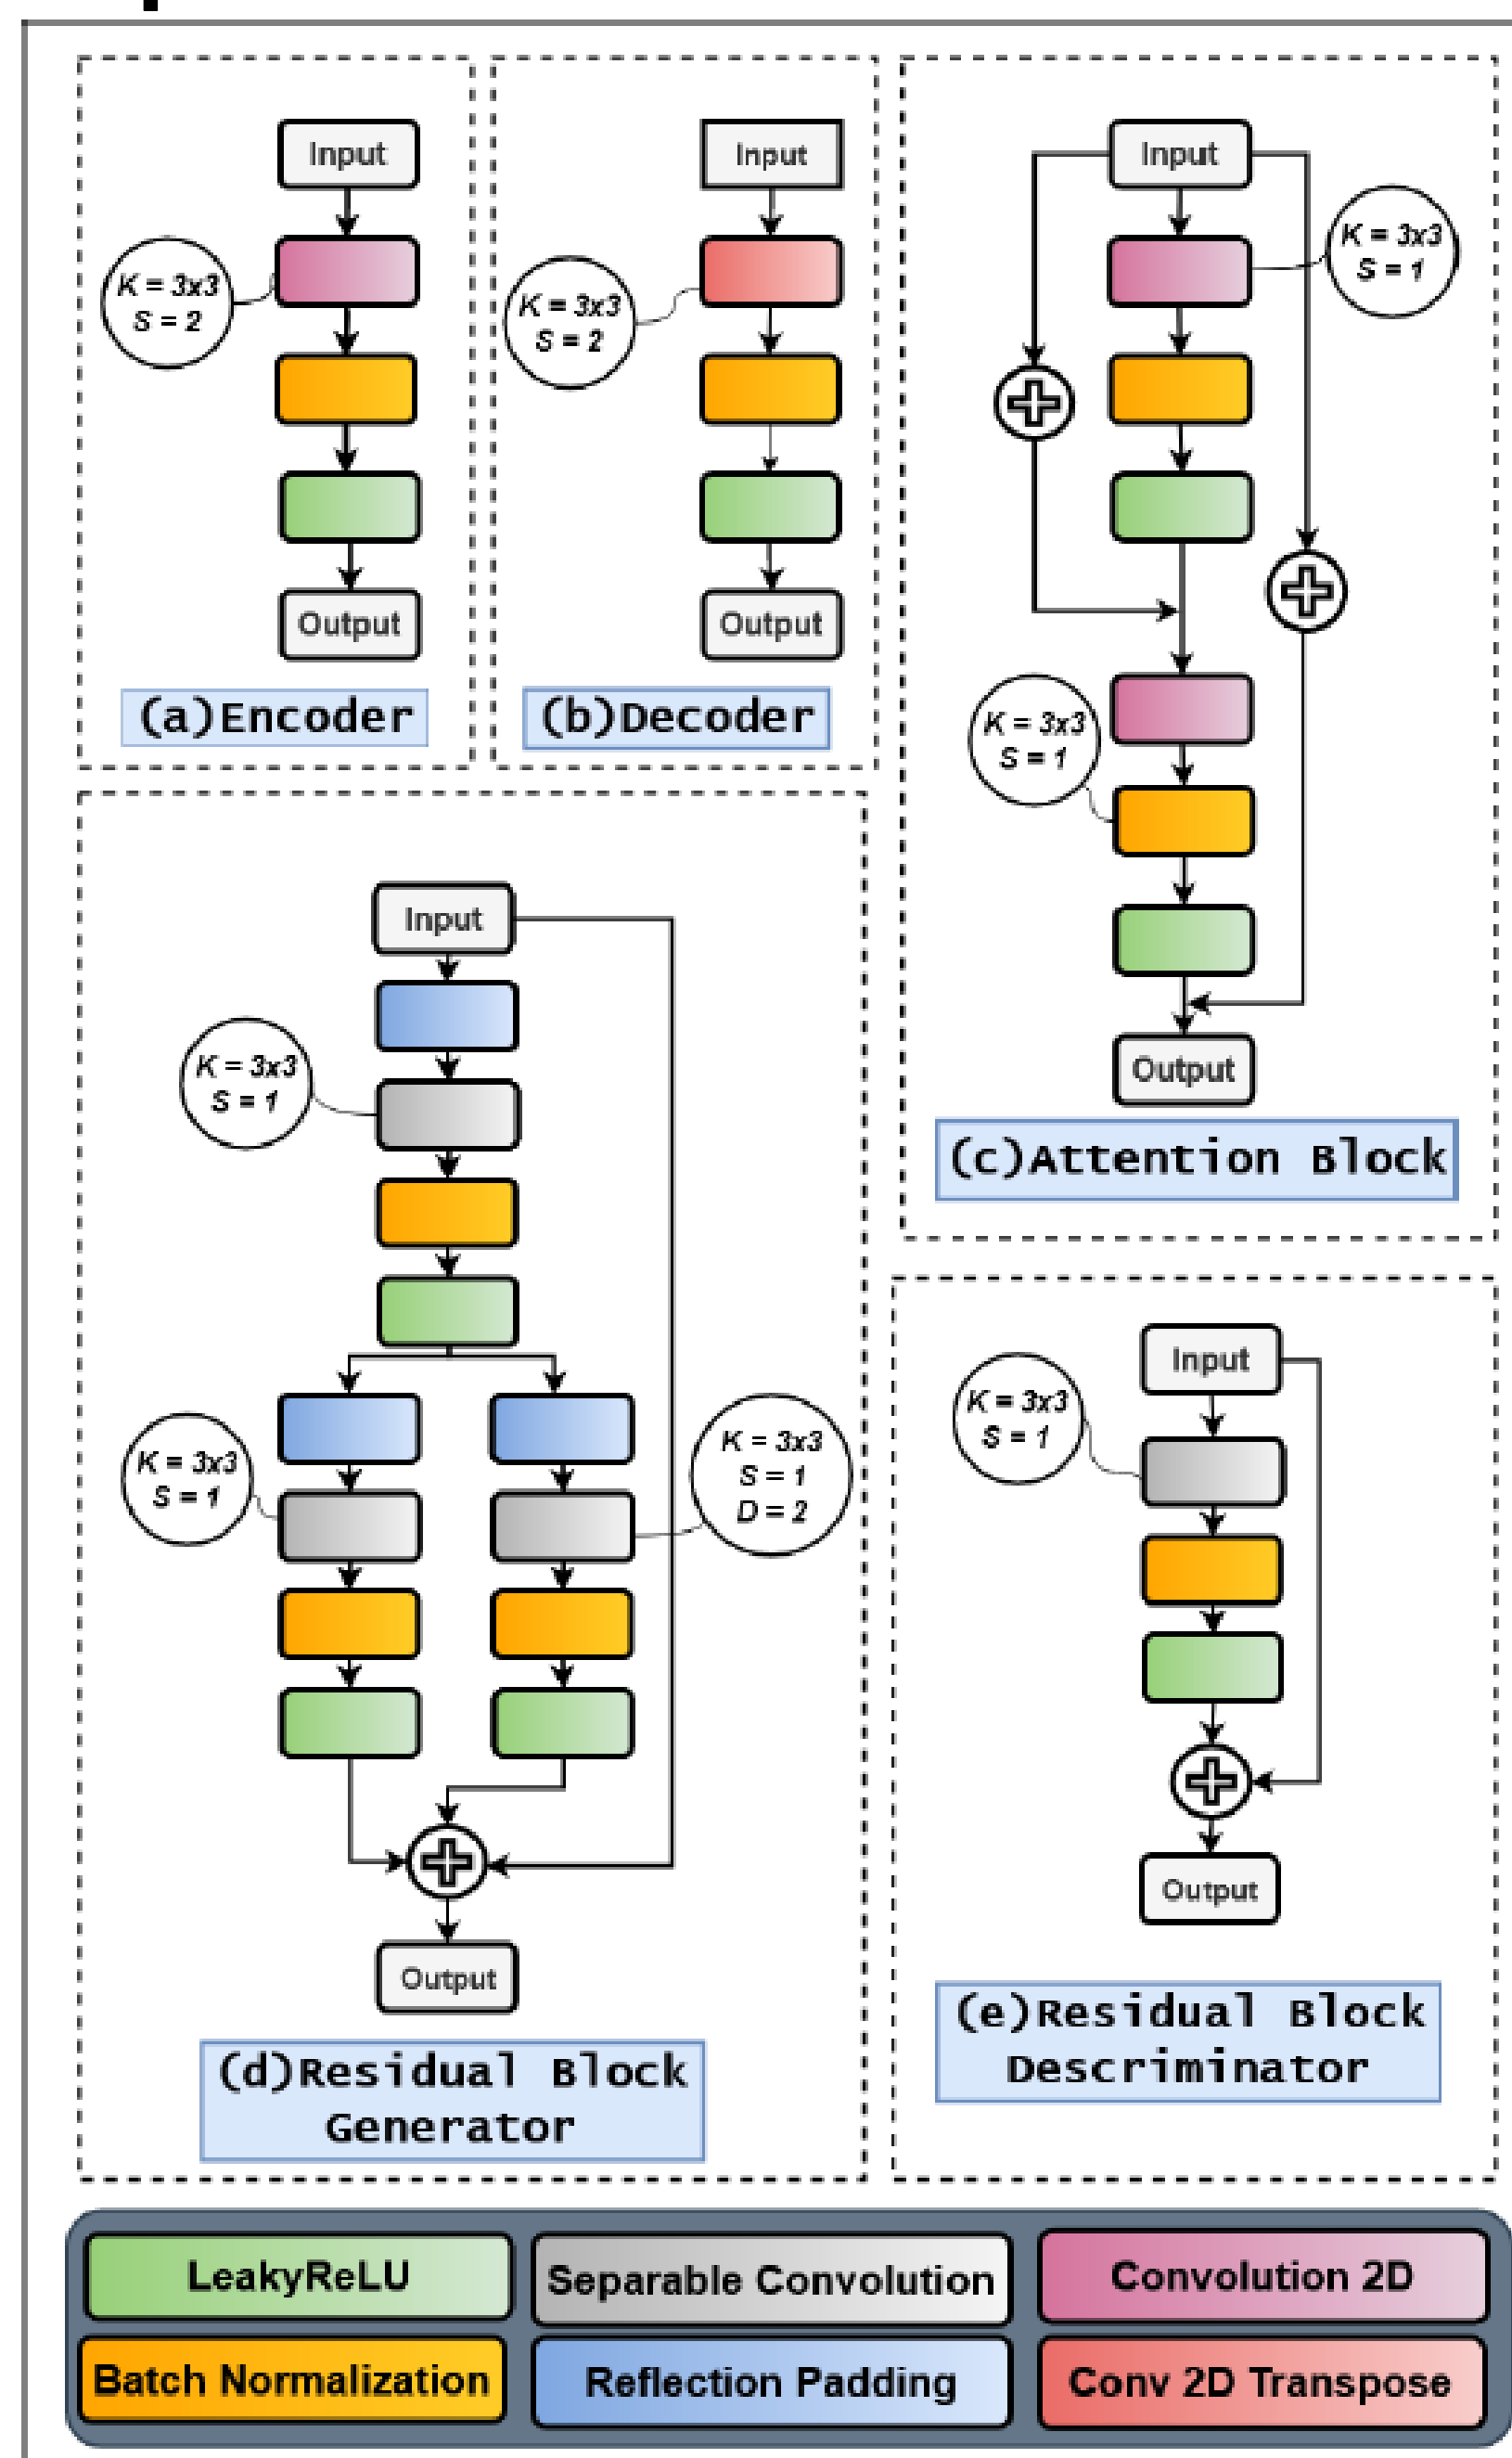 Input
K = 3x3
S = 2
Output
(a)Encoder
Input
K = 3x3
S = 2
Output
(b)Decoder
Input
K = 3x3
S = 1
K = 3x3
S = 1
Output
(c)Attention Block
Input
K = 3x3
S = 1
K = 3x3
S = 1
K = 3x3
S = 1
D = 2
Output
(d)Residual Block
Generator
Input
K = 3x3
S = 1
Output
(e)Residual Block
Descriminator
LeakyReLU
Separable Convolution
Convolution 2D
Batch Normalization
Reflection Padding
Conv 2D Transpose